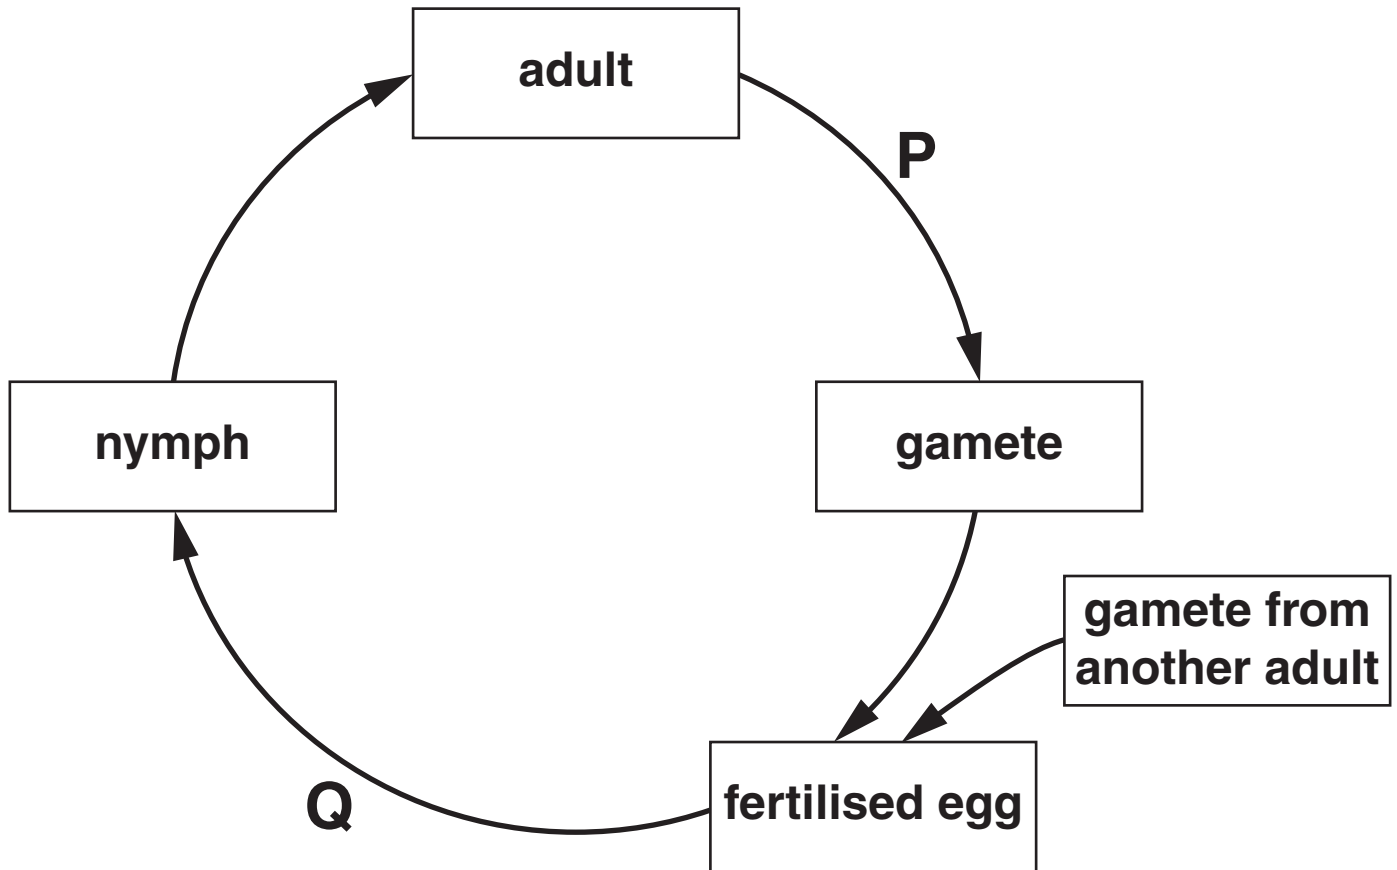 adult
P
nymph
gamete
gamete from
another adult
Q
fertilised egg